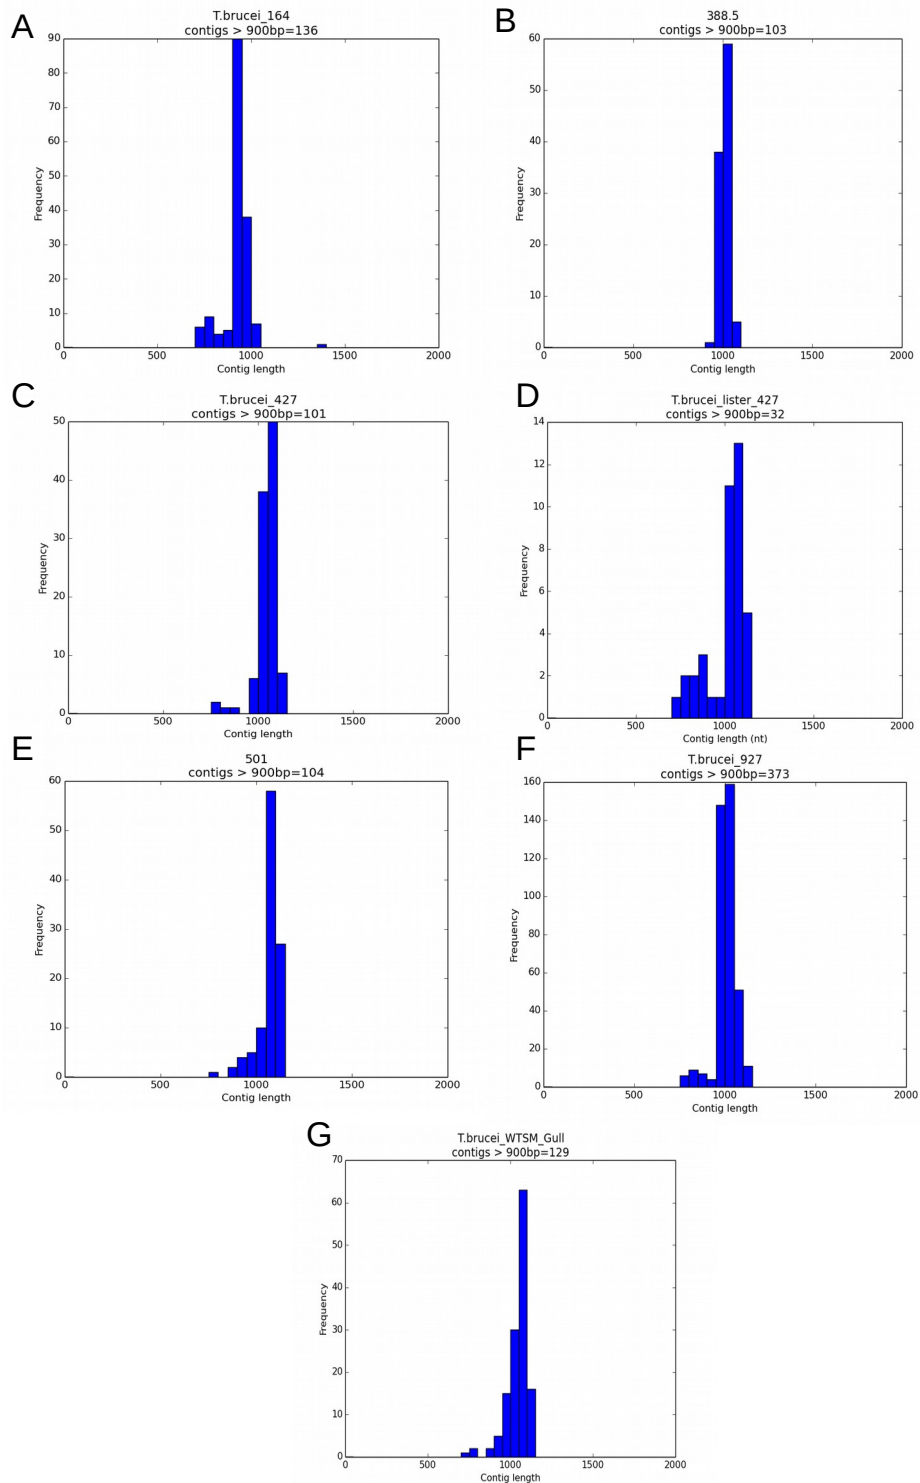 A
T.brucei_164
contigs > 900bp=136
90
80
70
60
50
40
30
20
10
0
Frequency
0 500 1000 1500 2000
Contig length
B
388.5
contigs > 900bp=103
60
50
40
30
20
10
0
Frequency
0 500 1000 1500 2000
Contig length
C
T.brucei_427
contigs > 900bp=101
50
40
30
20
10
0
Frequency
0 500 1000 1500 2000
Contig length
D
T.brucei_lister_427
contigs > 900bp=32
14
12
10
8
6
4
2
0
Frequency
0 500 1000 1500 2000
Contig length (nt)
E
501
contigs > 900bp=104
60
50
40
30
20
10
0
Frequency
0 500 1000 1500 2000
Contig length
F
T.brucei_927
contigs > 900bp=373
160
140
120
100
80
60
40
20
0
Frequency
0 500 1000 1500 2000
Contig length
G
T.brucei_WTSM_Gull
contigs > 900bp=129
70
60
50
40
30
20
10
0
Frequency
0 500 1000 1500 2000
Contig length